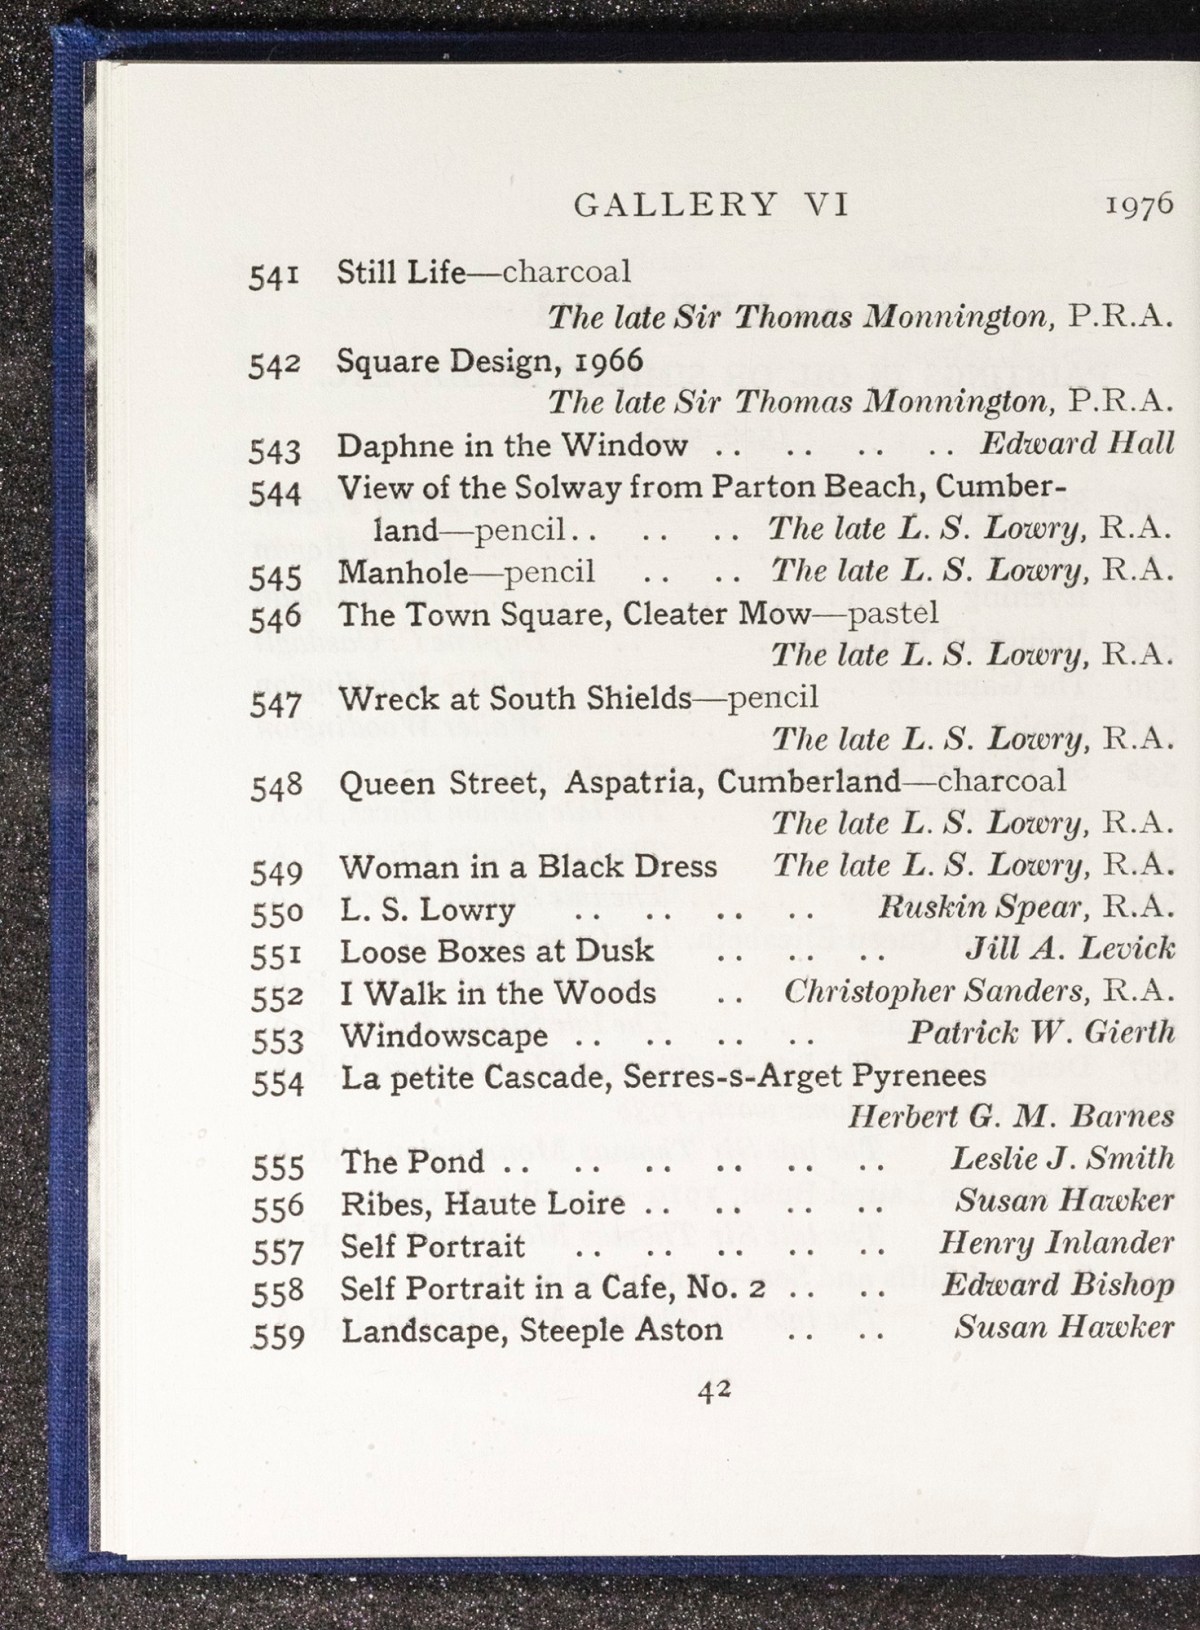 GALLERY VI 1976
541 Still Life—charcoal
The late Sir Thomas Monnington, P.R.A.
542 Square Design, 1966
The late Sir Thomas Monnington, P.R.A.
543 Daphne in the Window .. .. .. .. Edward Hall
544 View of the Solway from Parton Beach, Cumber-
land—pencil .. .. .. The late L. S. Lowry, R.A.
545 Manhole—pencil .. .. The late L. S. Lowry, R.A.
546 The Town Square, Cleater Mow—pastel
The late L. S. Lowry, R.A.
547 Wreck at South Shields—pencil
The late L. S. Lowry, R.A.
548 Queen Street, Aspatria, Cumberland—charcoal
The late L. S. Lowry, R.A.
549 Woman in a Black Dress The late L. S. Lowry, R.A.
550 L. S. Lowry .. .. .. .. Ruskin Spear, R.A.
551 Loose Boxes at Dusk .. .. .. Jill A. Levick
552 I Walk in the Woods .. Christopher Sanders, R.A.
553 Windowscape .. .. .. .. Patrick W. Gierth
554 La petite Cascade, Serres-s-Arget Pyrenees
Herbert G. M. Barnes
555 The Pond .. .. .. .. .. .. Leslie J. Smith
556 Ribes, Haute Loire .. .. .. .. Susan Hawker
557 Self Portrait .. .. .. .. .. Henry Inlander
558 Self Portrait in a Cafe, No. 2 .. .. Edward Bishop
559 Landscape, Steeple Aston .. .. Susan Hawker
42